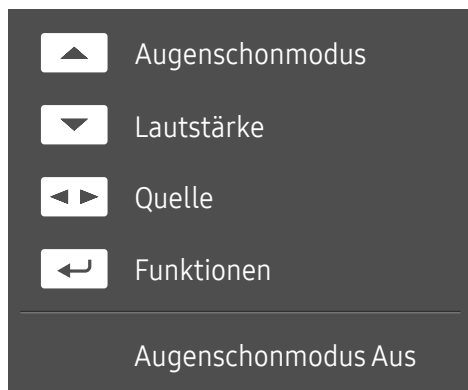 Augenschonmodus
Lautstärke
Quelle
Funktionen
Augenschonmodus Aus